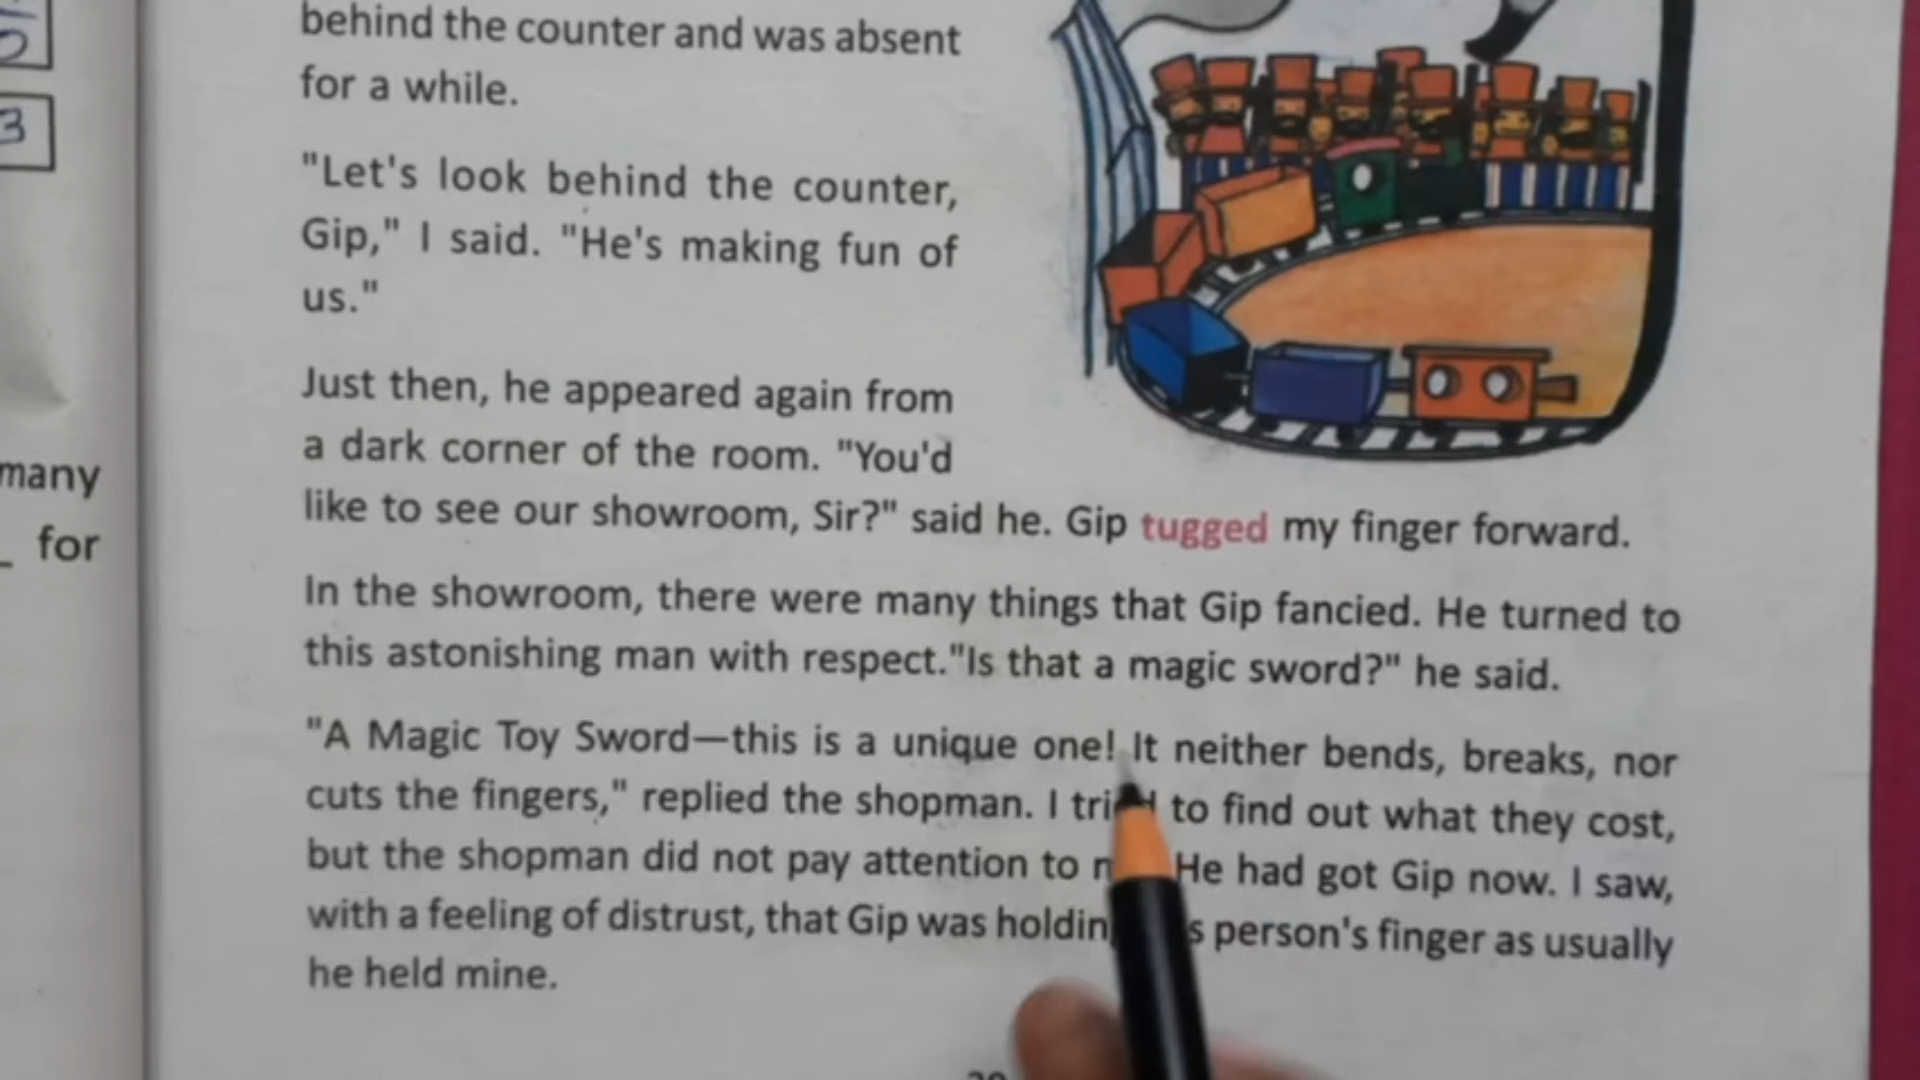 behind the counter and was absent
for a while.
"Let's look behind the counter,
Gip," I said. "He's making fun of
us."
Just then, he appeared again from
a dark corner of the room. "You'd
like to see our showroom, Sir?" said he. Gip tugged my finger forward.
In the showroom, there were many things that Gip fancied. He turned to
this astonishing man with respect."Is that a magic sword?" he said.
"A Magic Toy Sword—this is a unique one! It neither bends, breaks, nor
cuts the fingers," replied the shopman. I tried to find out what they cost,
but the shopman did not pay attention to He had got Gip now. I saw,
with a feeling of distrust, that Gip was holding person's finger as usually
he held mine.
many
for
3